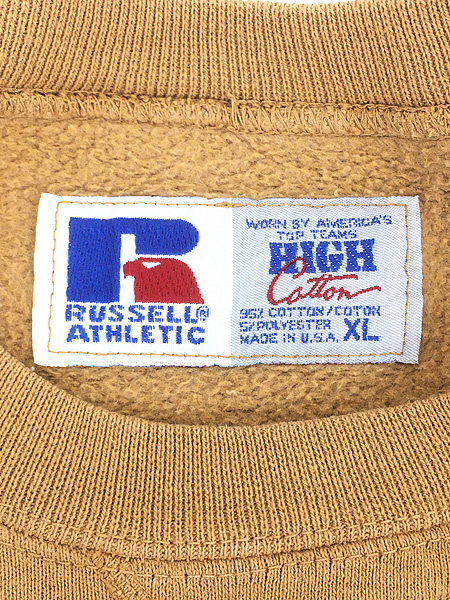 R
RUSSELL®
ATHLETIC
WORN BY AMERICA'S
TOP TEAMS
HIGH
Cotton
95% COTTON/COTON
5% POLYESTER
MADE IN U.S.A. XL